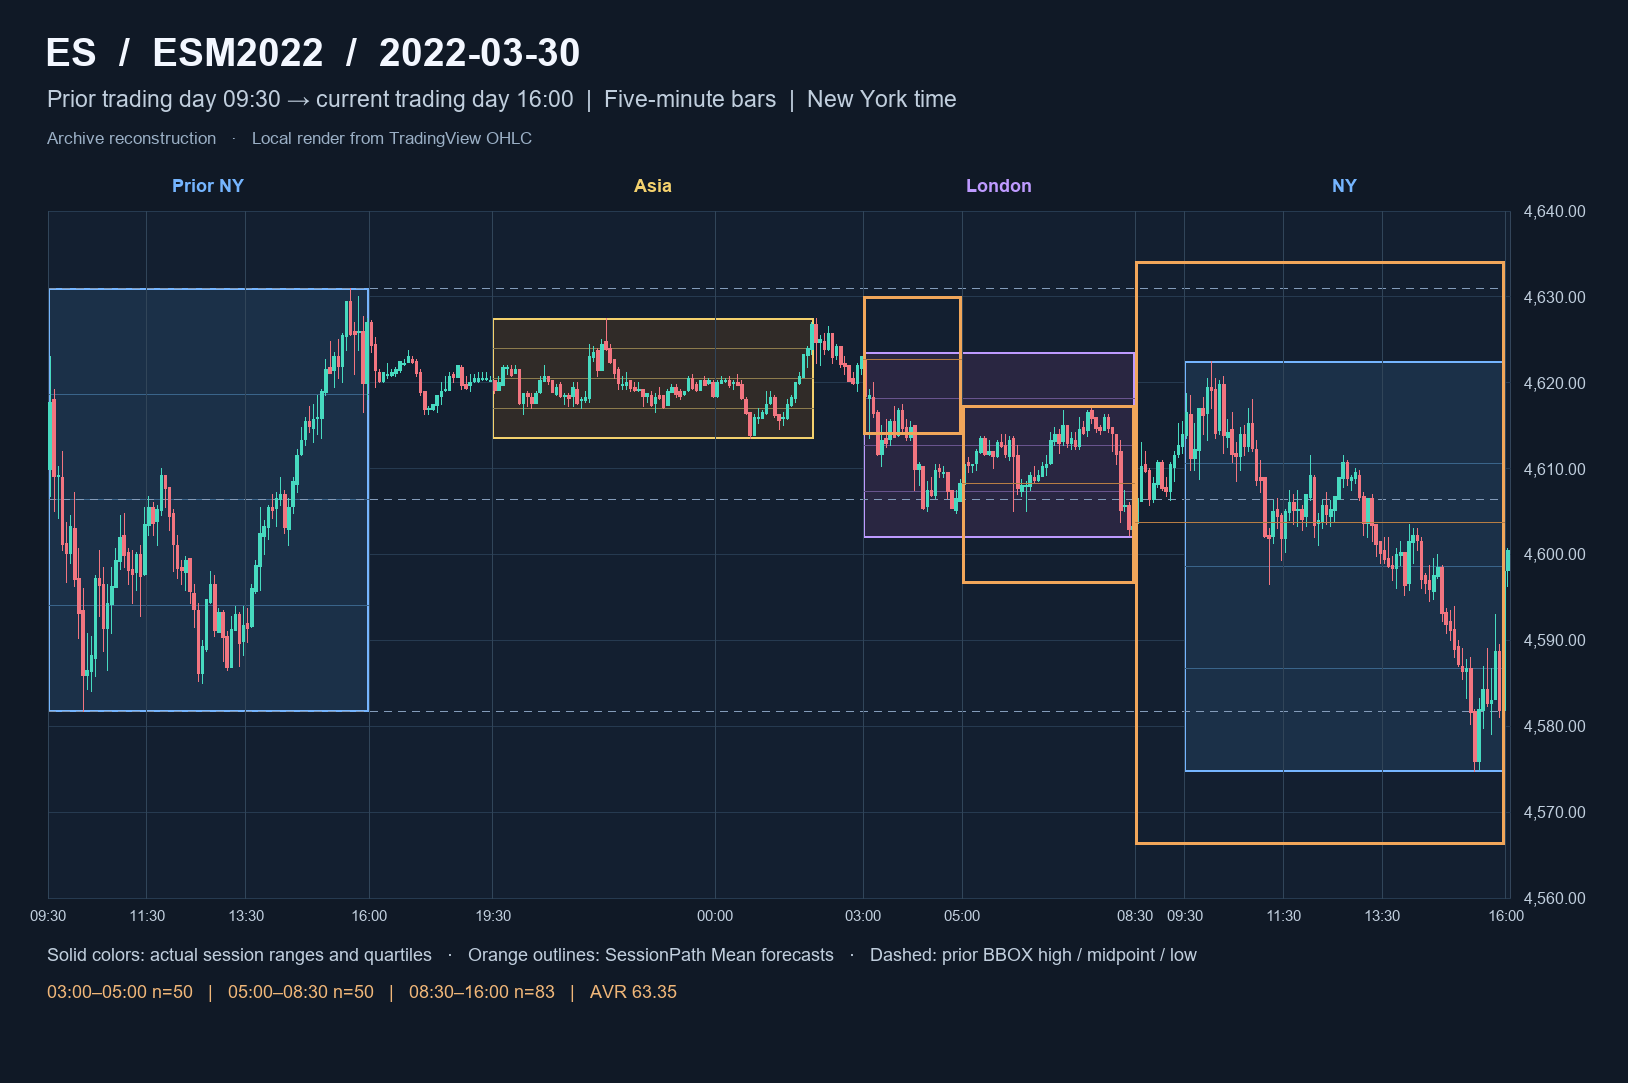 ES / ESM2022 / 2022-03-30
Prior trading day 09:30 → current trading day 16:00 | Five-minute bars | New York time
Archive reconstruction · Local render from TradingView OHLC
Prior NY Asia London NY
4,640.00
4,630.00
4,620.00
4,610.00
4,600.00
4,590.00
4,580.00
4,570.00
4,560.00
09:30 11:30 13:30 16:00 19:30 00:00 03:00 05:00 08:30 09:30 11:30 13:30 16:00
Solid colors: actual session ranges and quartiles · Orange outlines: SessionPath Mean forecasts · Dashed: prior BBOX high / midpoint / low
03:00–05:00 n=50 | 05:00–08:30 n=50 | 08:30–16:00 n=83 | AVR 63.35